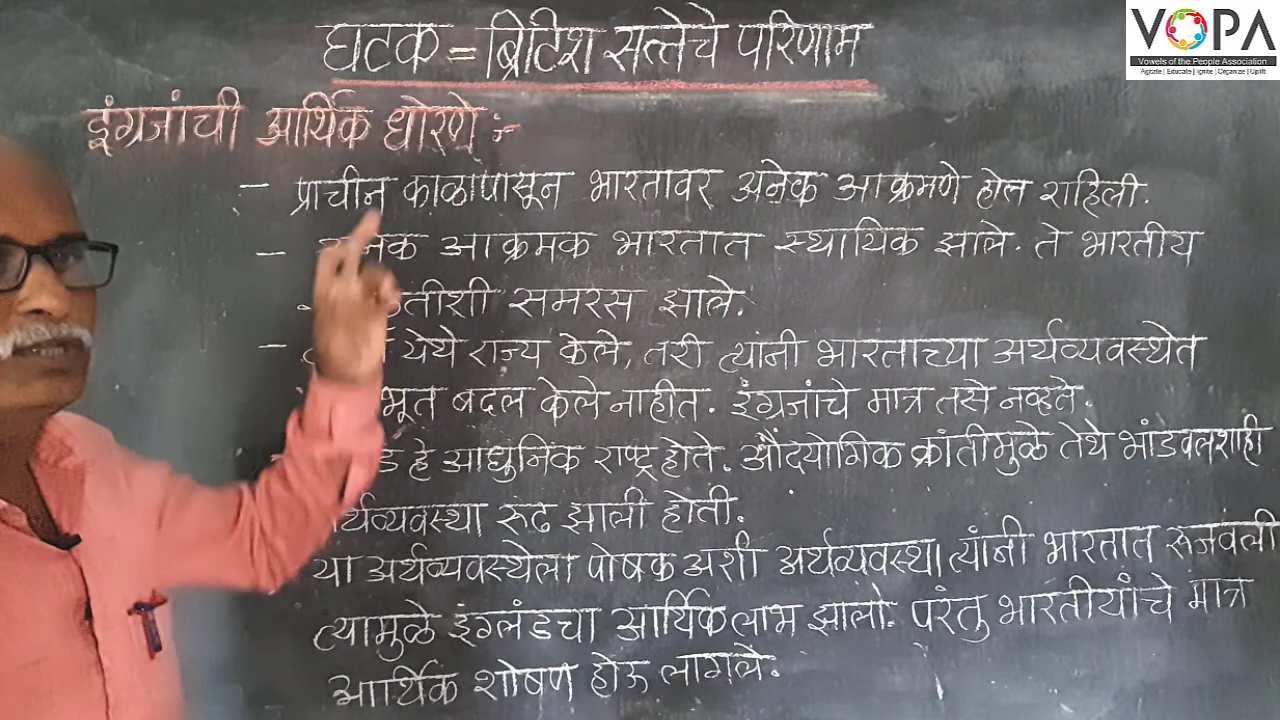 VOPA
Vowels of the People Association
Agitate | Educate | Ignite | Organize | Uplift
घटक = ब्रिटिश सत्तेचे परिणाम
इंग्रजांची आर्थिक धोरणे :-
- प्राचीन काळापासून भारतावर अनेक आक्रमणे होत राहिली.
- आक्रमक भारतात स्थायिक झाले. ते भारतीय
समरस झाले.
- येथे राज्य केले, तरी त्यांनी भारताच्या अर्थव्यवस्थेत
बदल केले नाहीत. इंग्रजांचे मात्र तसे नव्हते.
हे आधुनिक राष्ट्र होते. औंदयोगिक क्रांतीमुळे तेथे भांडवलशाही
अर्थव्यवस्था रूढ झाली होती.
या अर्थव्यवस्थेला पोषक अशी अर्थव्यवस्था त्यांनी भारतात रूजवली
त्यामुळे इंग्लंडचा आर्थिक लाभ झाला. परंतु भारतीयांचे मात्र
आर्थिक शोषण होऊ लागले.